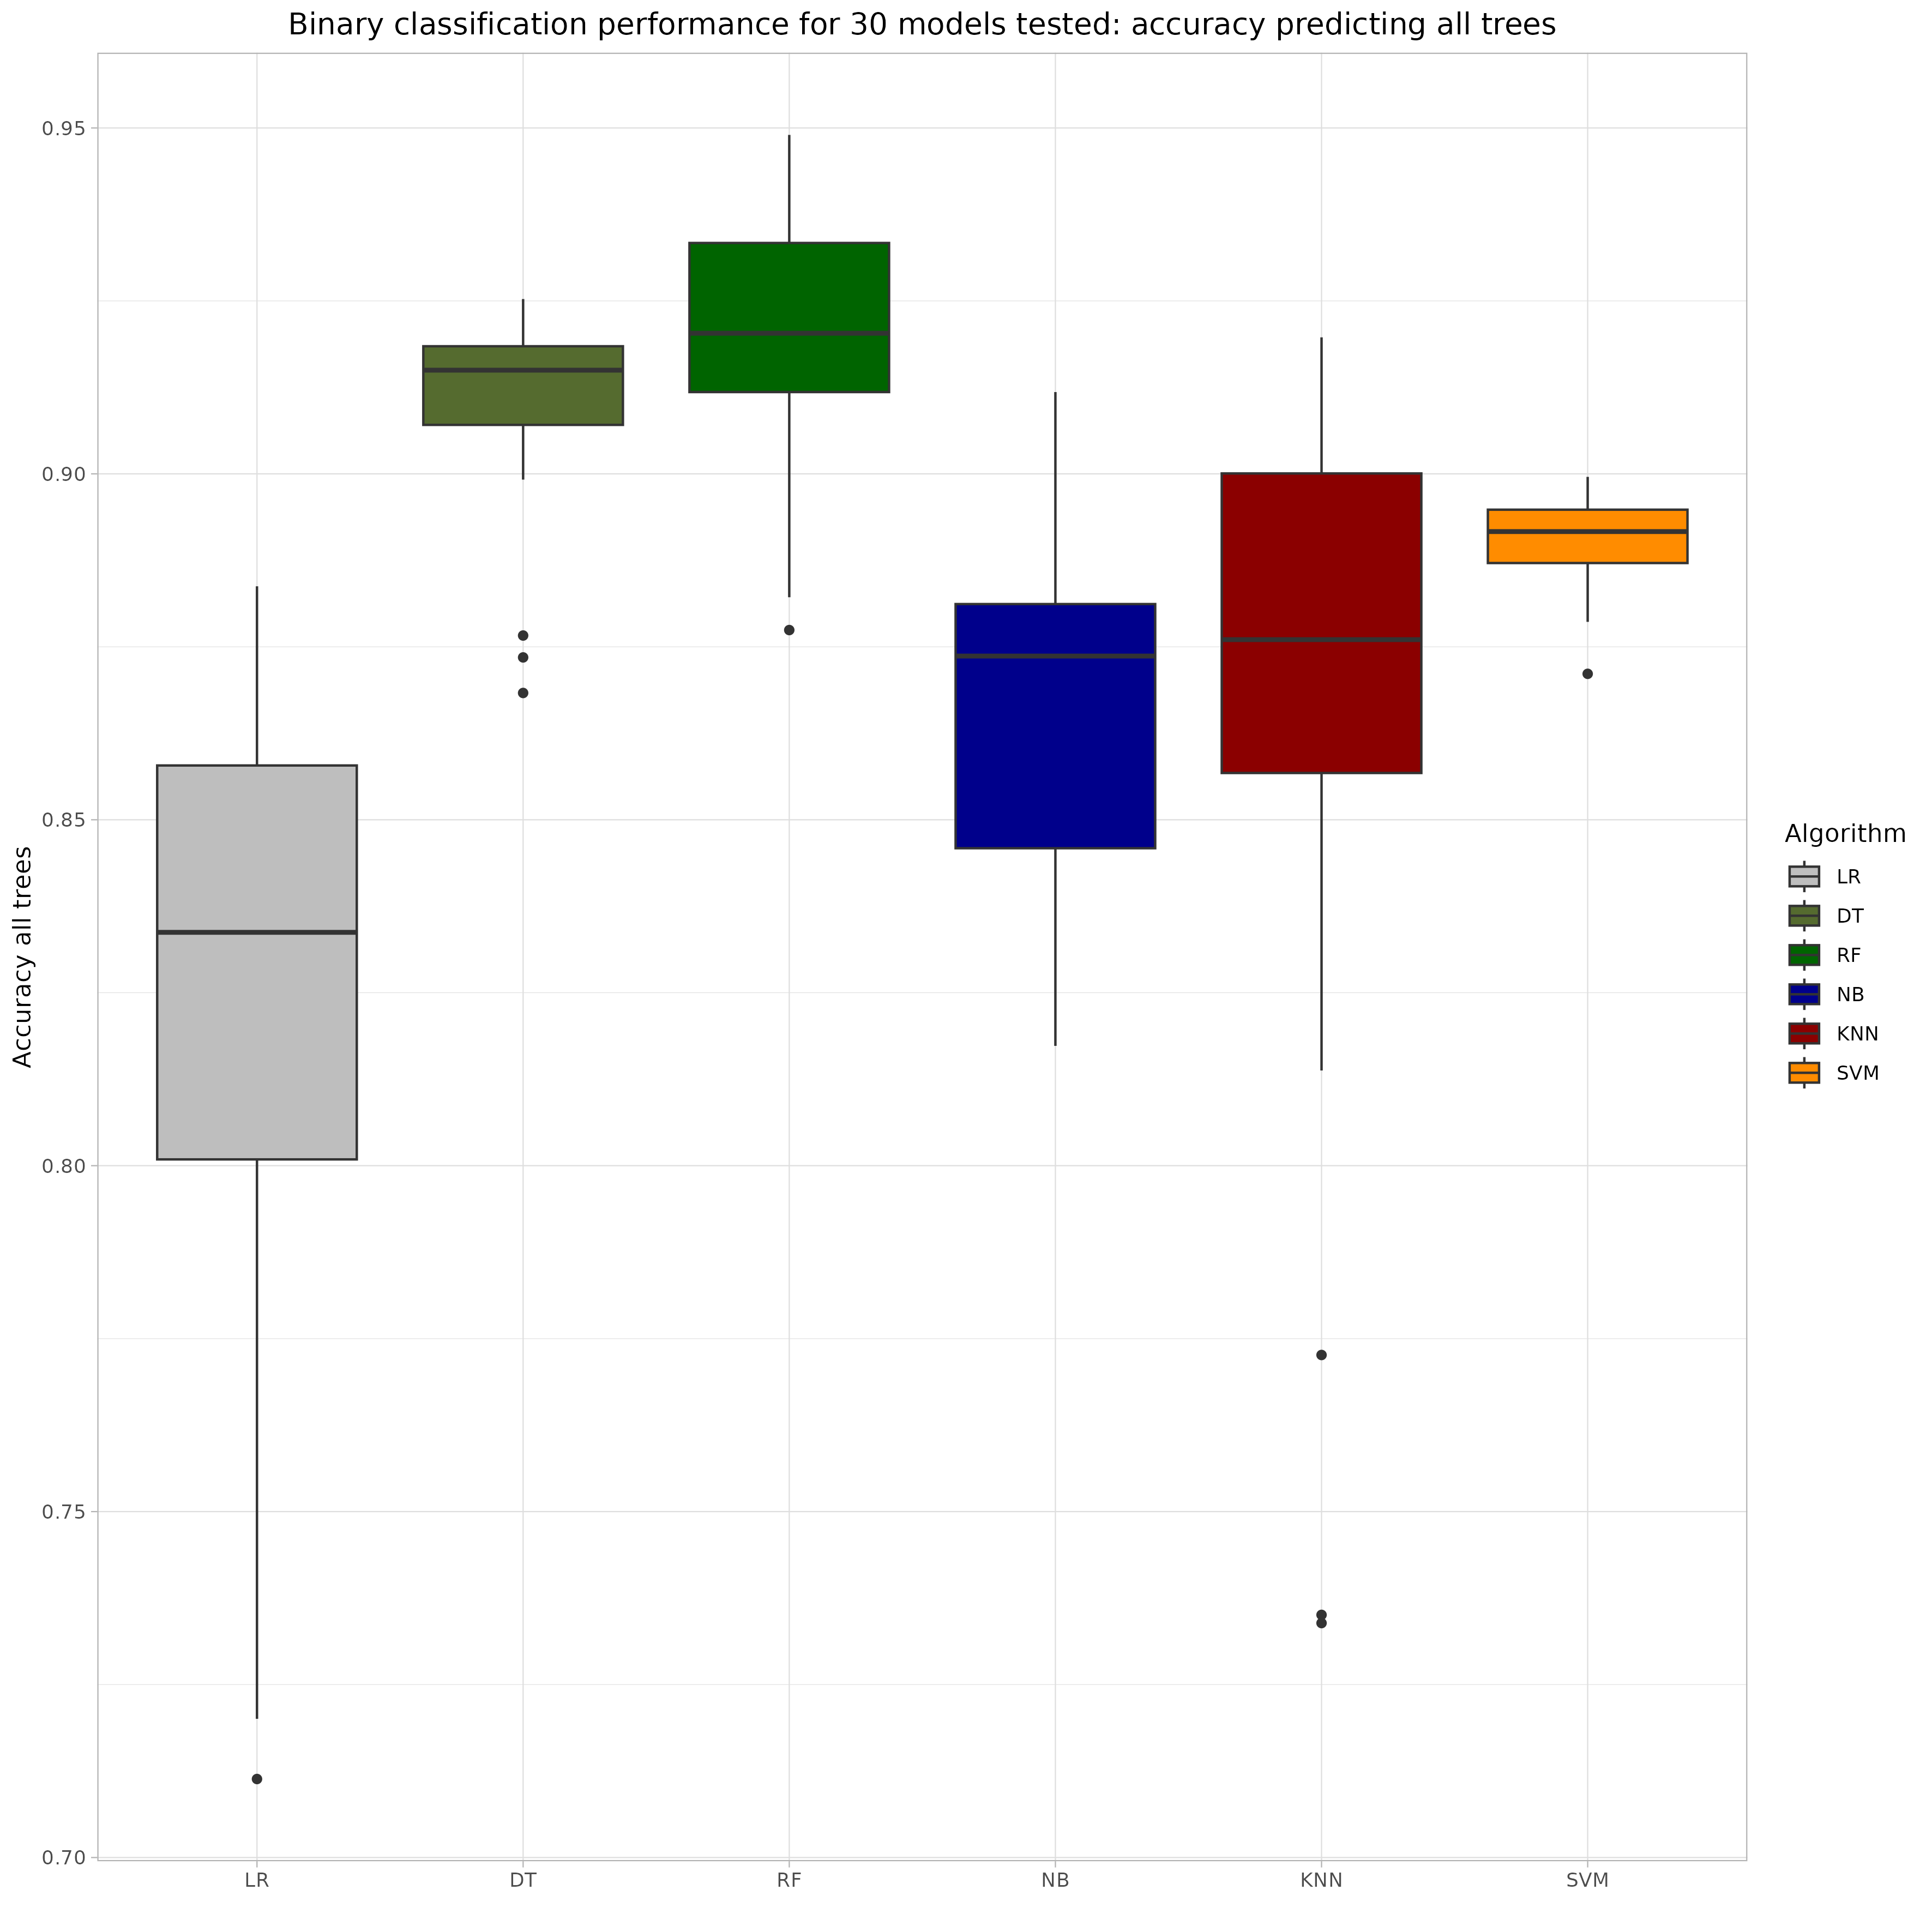 Binary classification performance for 30 models tested: accuracy predicting all trees
Accuracy all trees
0.95
0.90
0.85
0.80
0.75
0.70
LR
DT
RF
NB
KNN
SVM
Algorithm
LR
DT
RF
NB
KNN
SVM